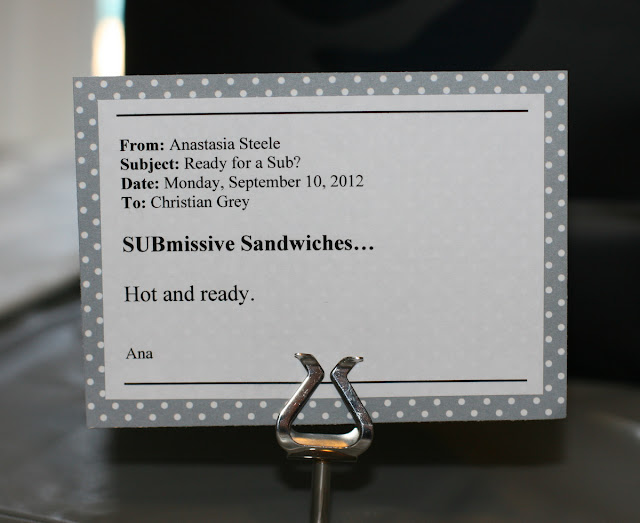 From: Anastasia Steele
Subject: Ready for a Sub?
Date: Monday, September 10, 2012
To: Christian Grey
SUBmissive Sandwiches…
Hot and ready.
Ana